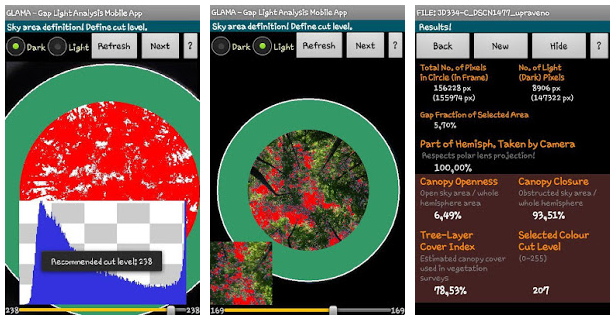 GLAMA - Gap Light Analysis Mobile App
Sky area definition! Define cut level.
Dark
Light
Refresh
Next
?
Recommended cut level: 238
238
238
GLAMA - Gap Light Analysis Mobile App
Sky area definition! Define cut level.
Dark
Light
Refresh
Next
?
169
169
FILE: JD334-C_DSCN1477_upraveno
Results!
Back
New
Hide
?
Total No. of Pixels
in Circle (in Frame)
156228 px
(155974 px)
No. of Light
(Dark) Pixels
8906 px
(147322 px)
Gap Fraction of Selected Area
5,70%
Part of Hemisph. Taken by Camera
Respects polar lens projection!
100,00%
Canopy Openness
Open sky area / whole
hemisphere area
6,49%
Canopy Closure
Obstructed sky area /
whole hemisphere
93,51%
Tree-Layer
Cover Index
Estimated canopy cover
used in vegetation
surveys
78,53%
Selected Colour
Cut Level
(0-255)
207